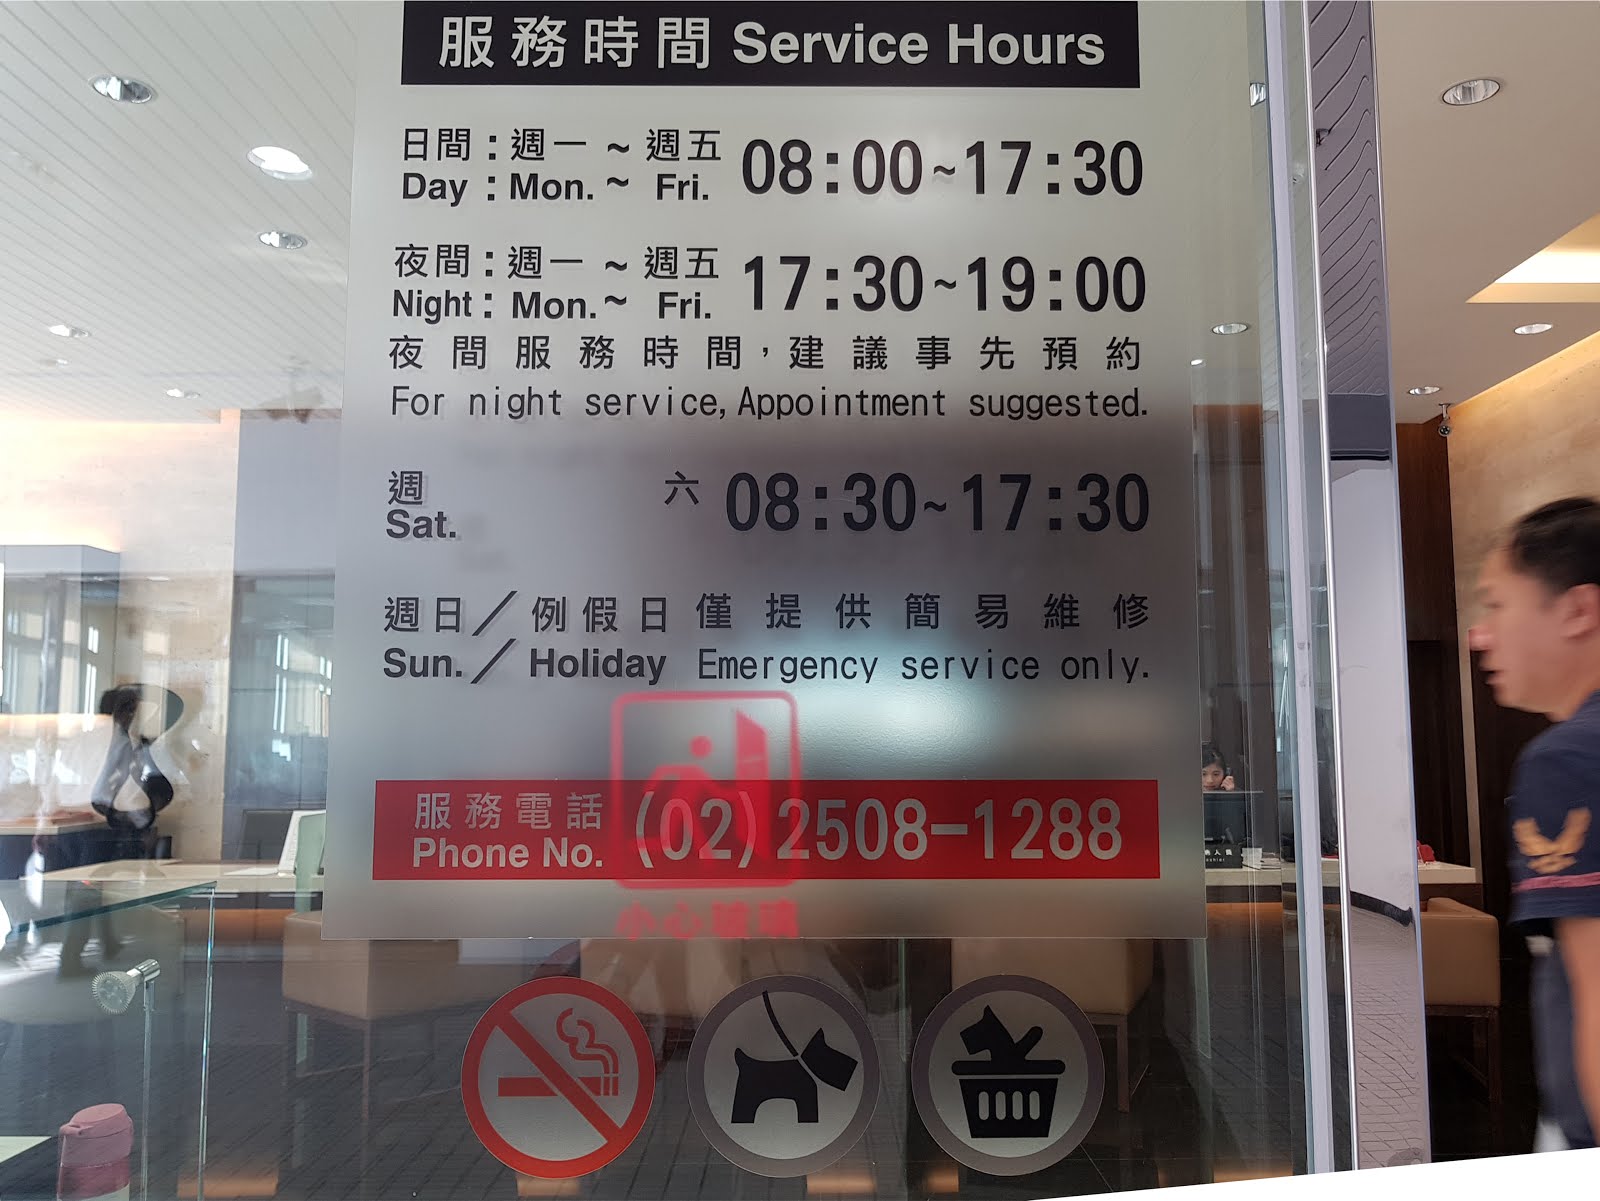 服務時間 Service Hours
日間：週一 ~ 週五 08:00~17:30
Day : Mon. ~ Fri.
夜間：週一 ~ 週五 17:30~19:00
Night : Mon. ~ Fri.
夜間服務時間，建議事先預約
For night service, Appointment suggested.
週六 08:30~17:30
Sat.
週日／例假日 僅提供簡易維修
Sun.／Holiday Emergency service only.
服務電話 (02)2508-1288
Phone No.
小心玻璃